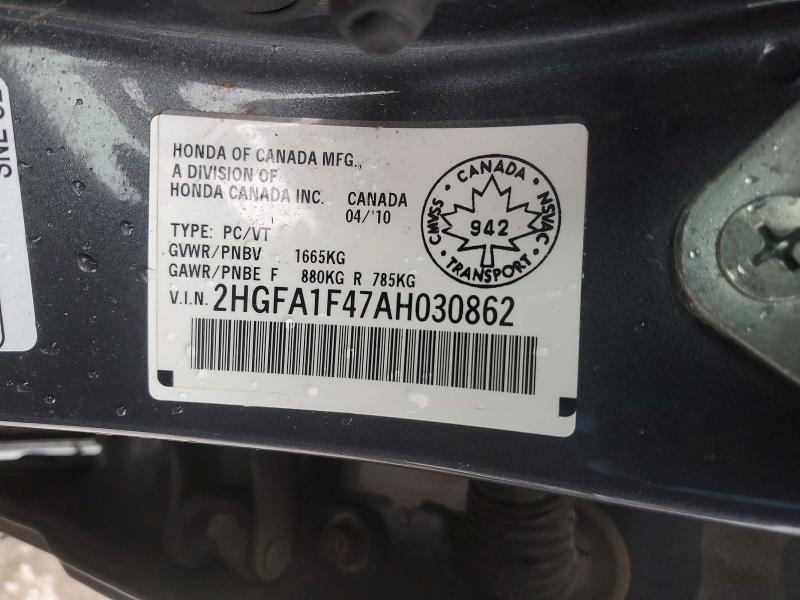 HONDA OF CANADA MFG.,
A DIVISION OF
HONDA CANADA INC. CANADA
04/'10
TYPE: PC/VT
GVWR/PNBV 1665KG
GAWR/PNBE F 880KG R 785KG
V.I.N. 2HGFA1F47AH030862
CANADA
CMVSS
NSVAC
942
TRANSPORT